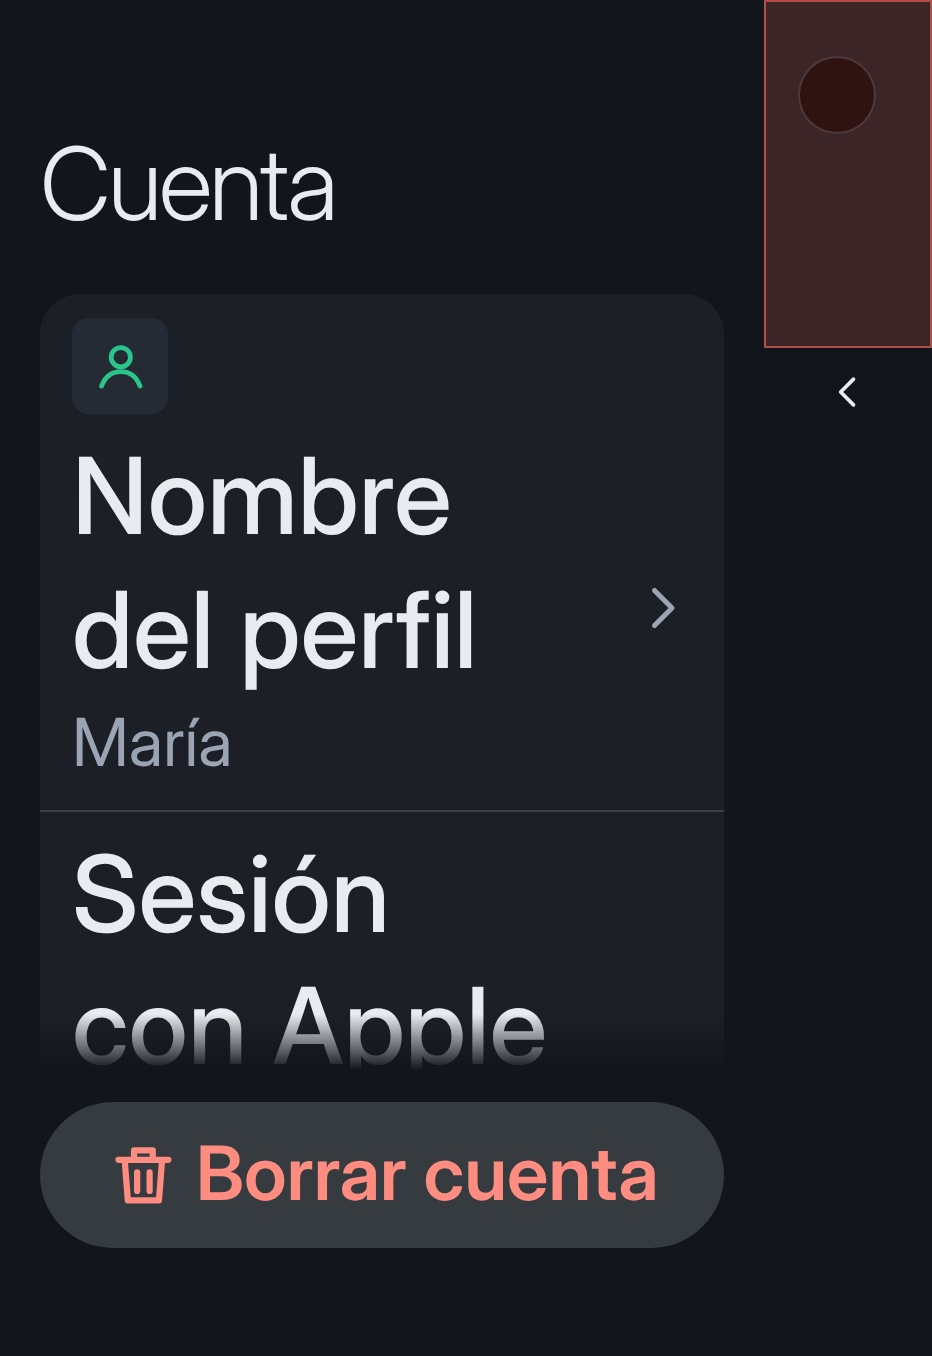 Cuenta
Nombre
del perfil
María
Sesión
con Apple
Borrar cuenta